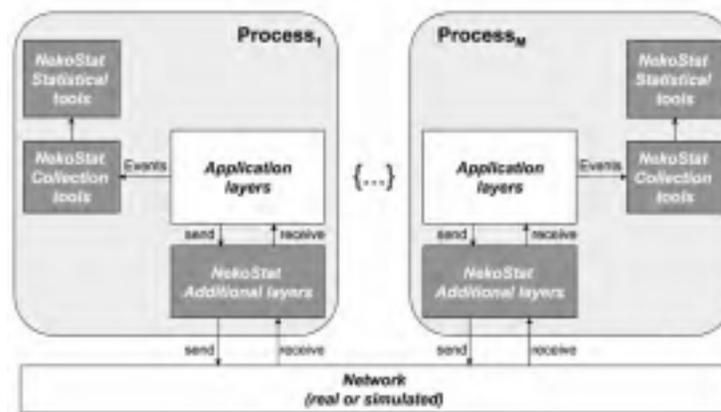 Process1
NekoStat
Statistical
tools
NekoStat
Collection
tools
Events
Application
layers
send
receive
NekoStat
Additional layers
send
receive
{...}
ProcessM
NekoStat
Statistical
tools
NekoStat
Collection
tools
Events
Application
layers
send
receive
NekoStat
Additional layers
send
receive
Network
(real or simulated)